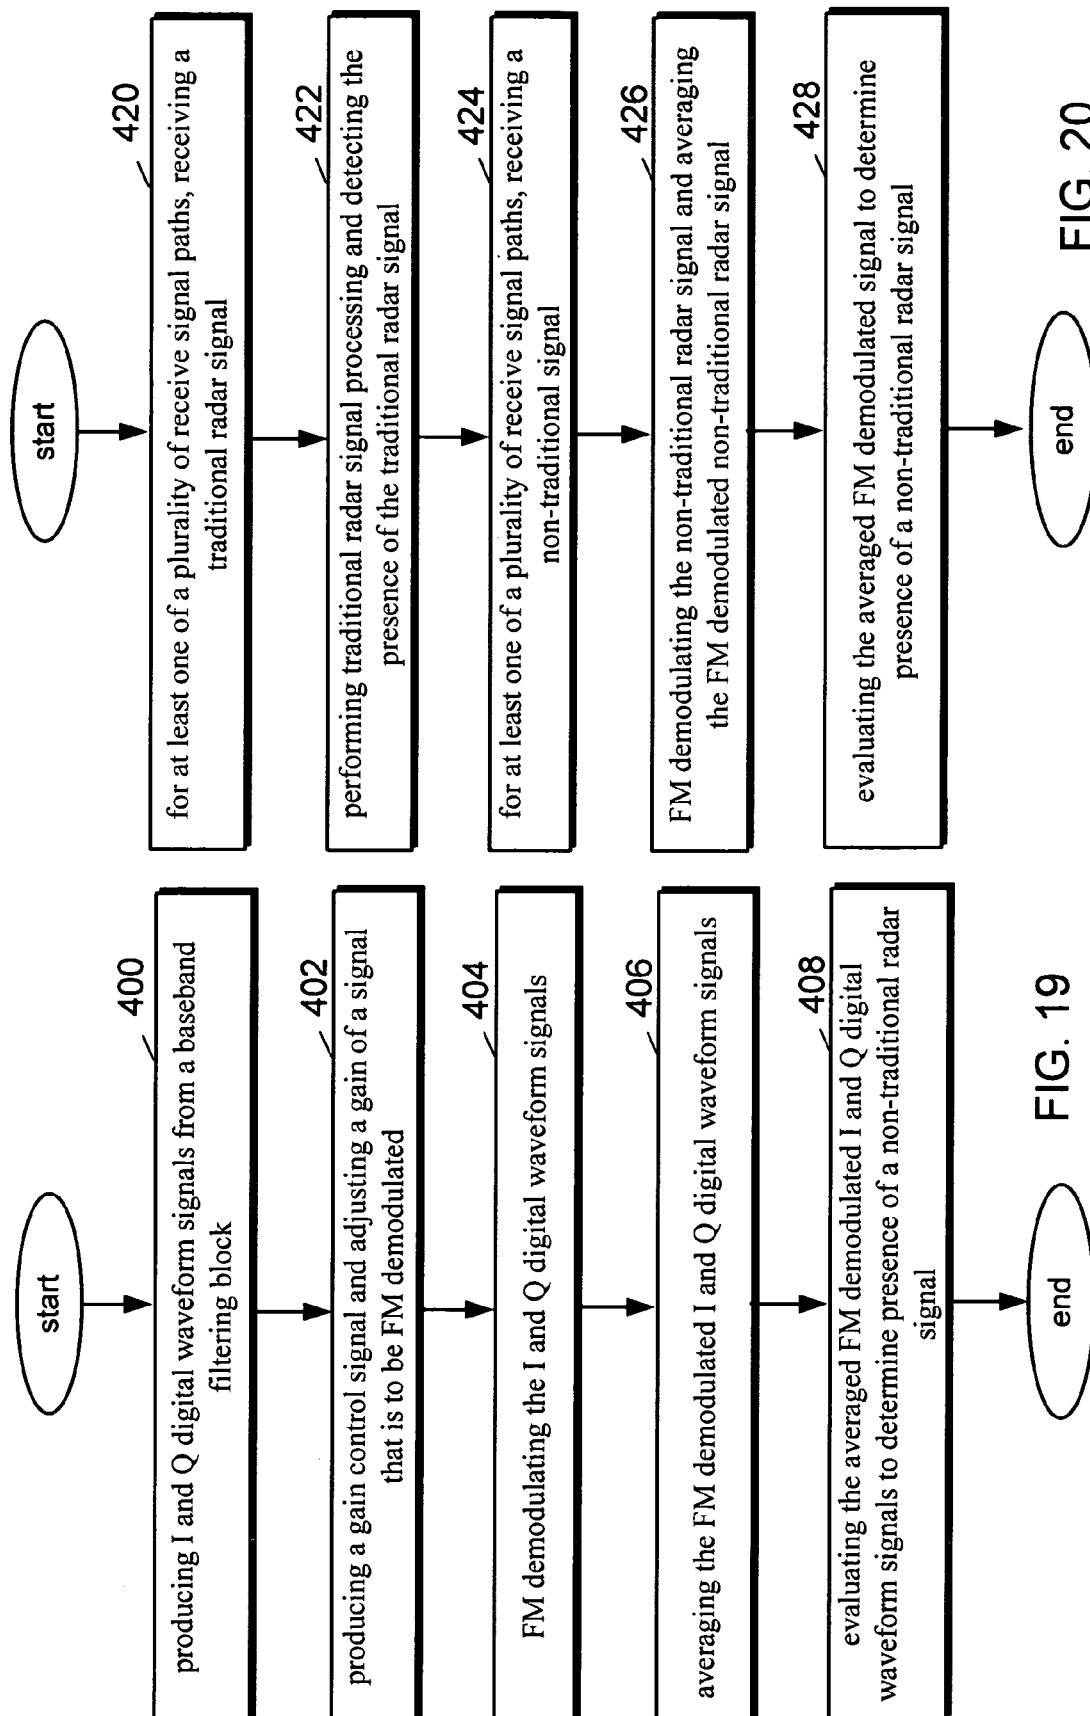 start
400
producing I and Q digital waveform signals from a baseband
filtering block
402
producing a gain control signal and adjusting a gain of a signal
that is to be FM demodulated
404
FM demodulating the I and Q digital waveform signals
406
averaging the FM demodulated I and Q digital waveform signals
408
evaluating the averaged FM demodulated I and Q digital
waveform signals to determine presence of a non-traditional radar
signal
end
FIG. 19
start
420
for at least one of a plurality of receive signal paths, receiving a
traditional radar signal
422
performing traditional radar signal processing and detecting the
presence of the traditional radar signal
424
for at least one of a plurality of receive signal paths, receiving a
non-traditional signal
426
FM demodulating the non-traditional radar signal and averaging
the FM demodulated non-traditional radar signal
428
evaluating the averaged FM demodulated signal to determine
presence of a non-traditional radar signal
end
FIG. 20